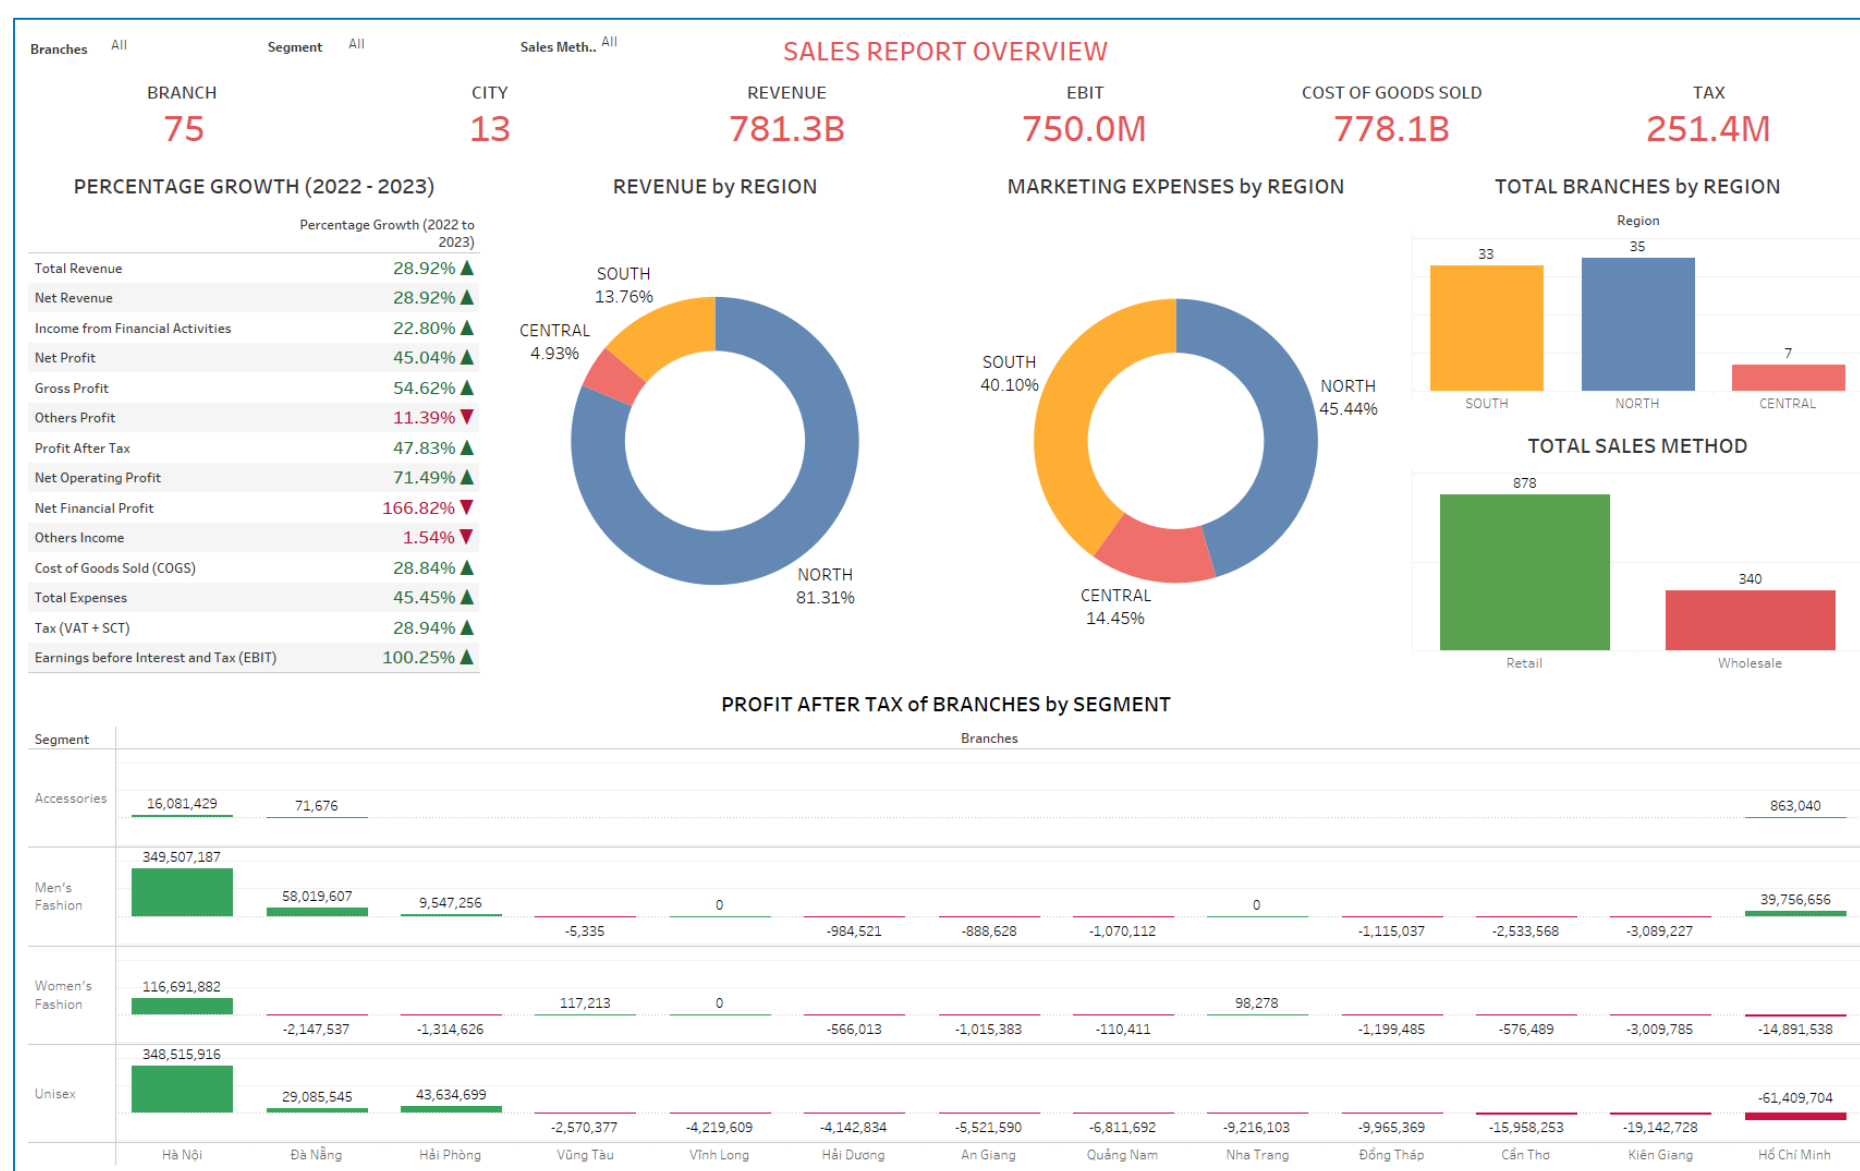 Branches All Segment All Sales Meth.. All SALES REPORT OVERVIEW
BRANCH CITY REVENUE EBIT COST OF GOODS SOLD TAX
75 13 781.3B 750.0M 778.1B 251.4M
PERCENTAGE GROWTH (2022 - 2023)
Percentage Growth (2022 to
2023)
Total Revenue 28.92% ▲
Net Revenue 28.92% ▲
Income from Financial Activities 22.80% ▲
Net Profit 45.04% ▲
Gross Profit 54.62% ▲
Others Profit 11.39% ▼
Profit After Tax 47.83% ▲
Net Operating Profit 71.49% ▲
Net Financial Profit 166.82% ▼
Others Income 1.54% ▼
Cost of Goods Sold (COGS) 28.84% ▲
Total Expenses 45.45% ▲
Tax (VAT + SCT) 28.94% ▲
Earnings before Interest and Tax (EBIT) 100.25% ▲
REVENUE by REGION
SOUTH
13.76%
CENTRAL
4.93%
NORTH
81.31%
MARKETING EXPENSES by REGION
SOUTH
40.10%
NORTH
45.44%
CENTRAL
14.45%
TOTAL BRANCHES by REGION
Region
33 35 7
SOUTH NORTH CENTRAL
TOTAL SALES METHOD
878 340
Retail Wholesale
PROFIT AFTER TAX of BRANCHES by SEGMENT
Segment Branches
Accessories 16,081,429 71,676 863,040
Men's
Fashion
349,507,187 58,019,607 9,547,256 -5,335 0 -984,521 -888,628 -1,070,112 0 -1,115,037 -2,533,568 -3,089,227 39,756,656
Women's
Fashion
116,691,882 -2,147,537 -1,314,626 117,213 0 -566,013 -1,015,383 -110,411 98,278 -1,199,485 -576,489 -3,009,785 -14,891,538
Unisex
348,515,916 29,085,545 43,634,699 -2,570,377 -4,219,609 -4,142,834 -5,521,590 -6,811,692 -9,216,103 -9,965,369 -15,958,253 -19,142,728 -61,409,704
Hà Nội Đà Nẵng Hải Phòng Vũng Tàu Vĩnh Long Hải Dương An Giang Quảng Nam Nha Trang Đồng Tháp Cần Thơ Kiên Giang Hồ Chí Minh